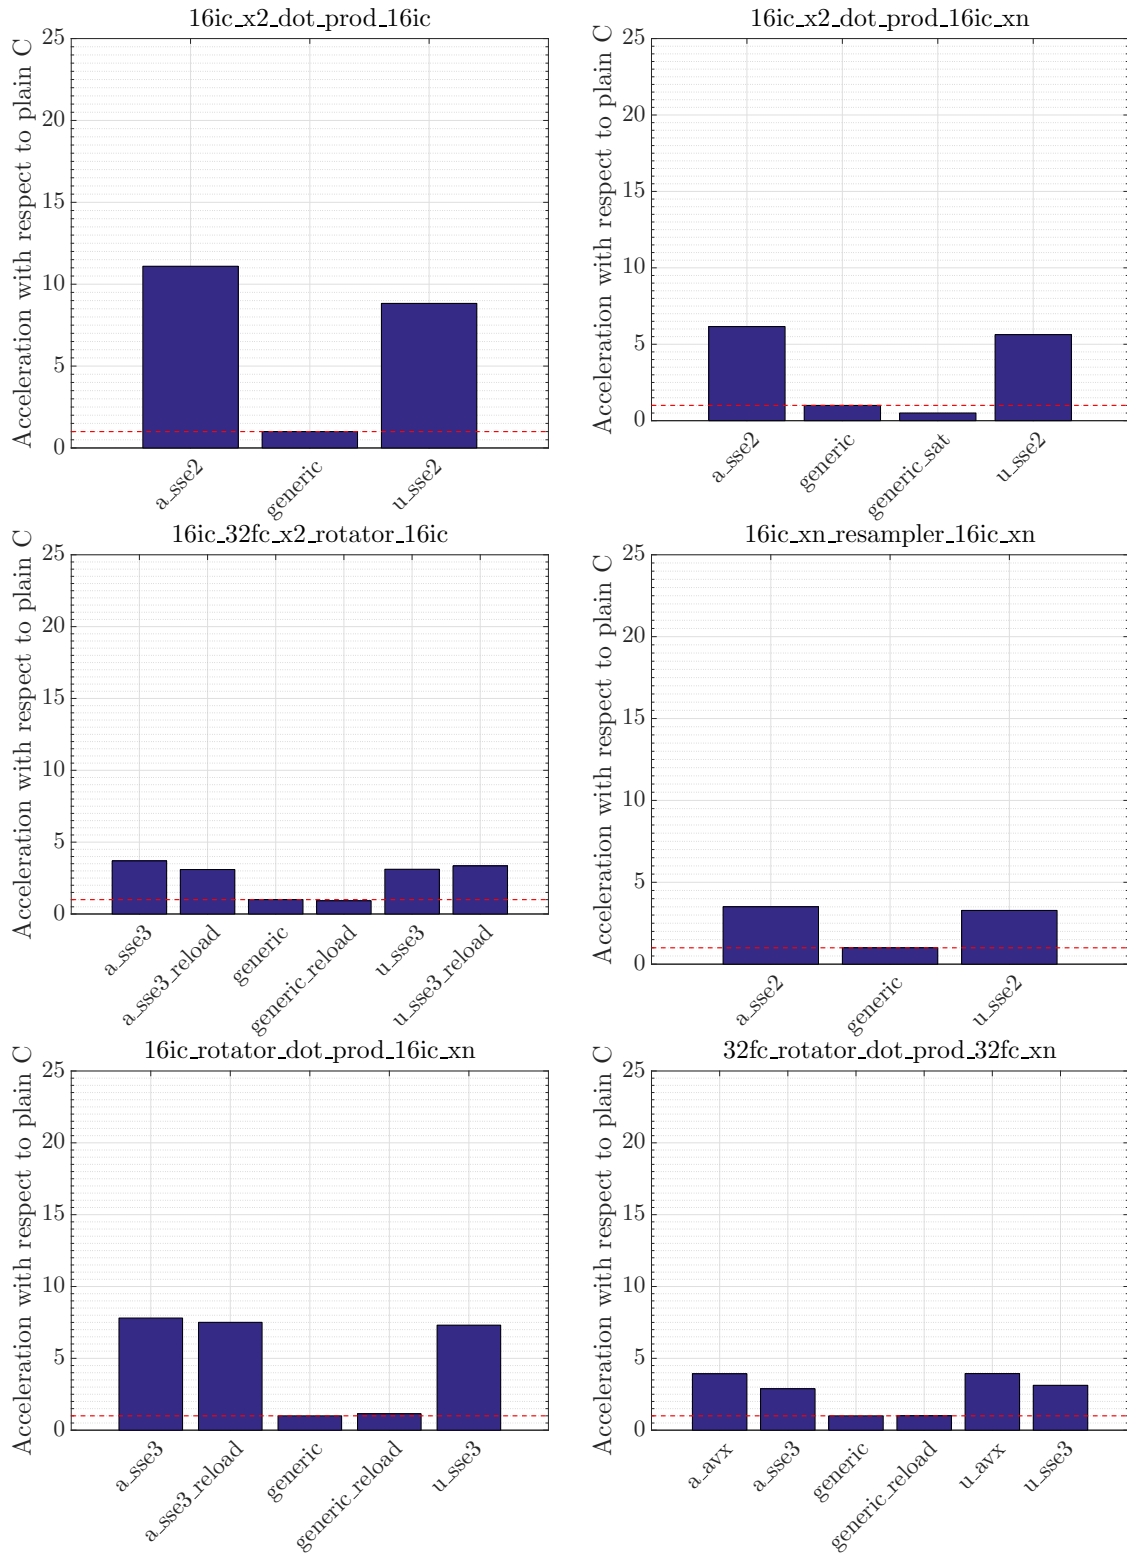 16ic_x2_dot_prod_16ic
Acceleration with respect to plain C
25
20
15
10
5
0
a_sse2
generic
u_sse2
16ic_x2_dot_prod_16ic_xn
Acceleration with respect to plain C
25
20
15
10
5
0
a_sse2
generic
generic_sat
u_sse2
16ic_32fc_x2_rotator_16ic
Acceleration with respect to plain C
25
20
15
10
5
0
a_sse3
a_sse3_reload
generic
generic_reload
u_sse3
u_sse3_reload
16ic_xn_resampler_16ic_xn
Acceleration with respect to plain C
25
20
15
10
5
0
a_sse2
generic
u_sse2
16ic_rotator_dot_prod_16ic_xn
Acceleration with respect to plain C
25
20
15
10
5
0
a_sse3
a_sse3_reload
generic
generic_reload
u_sse3
32fc_rotator_dot_prod_32fc_xn
Acceleration with respect to plain C
25
20
15
10
5
0
a_avx
a_sse3
generic
generic_reload
u_avx
u_sse3